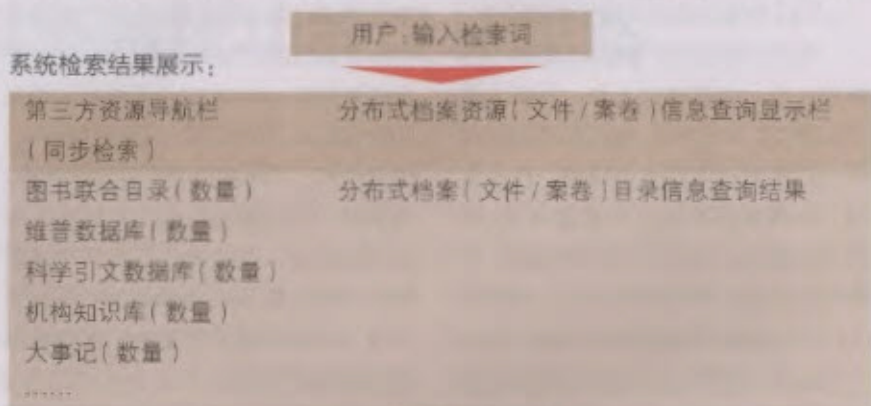 用户：输入检索词
系统检索结果展示：
第三方资源导航栏 分布式档案资源（文件/案卷）信息查询显示栏
（同步检索）
图书联合目录（数量） 分布式档案（文件/案卷）目录信息查询结果
维普数据库（数量）
科学引文数据库（数量）
机构知识库（数量）
大事记（数量）
……